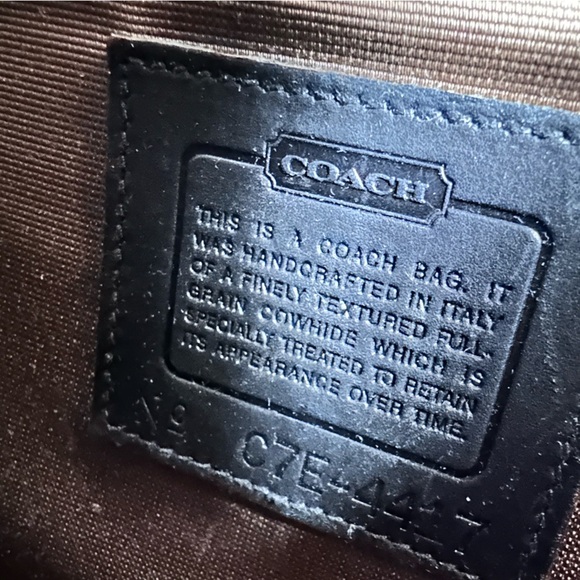 COACH
THIS IS A COACH BAG. IT
WAS HANDCRAFTED IN ITALY
OF A FINELY TEXTURED FULL-
GRAIN COWHIDE WHICH IS
SPECIALLY TREATED TO RETAIN
ITS APPEARANCE OVER TIME.
Nº C7E-4417